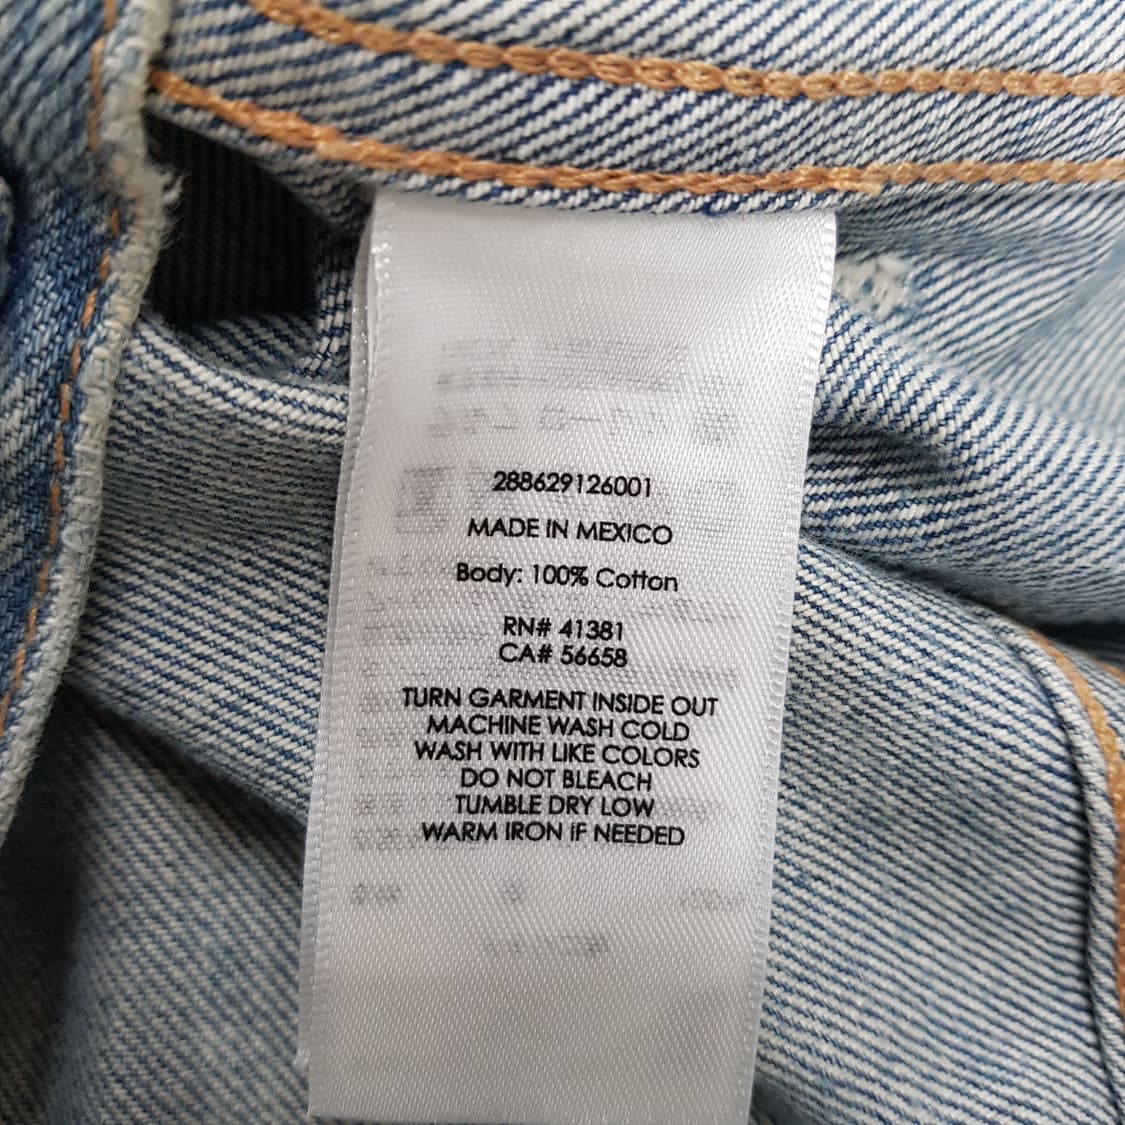 288629126001
MADE IN MEXICO
Body: 100% Cotton
RN# 41381
CA# 56658
TURN GARMENT INSIDE OUT
MACHINE WASH COLD
WASH WITH LIKE COLORS
DO NOT BLEACH
TUMBLE DRY LOW
WARM IRON IF NEEDED